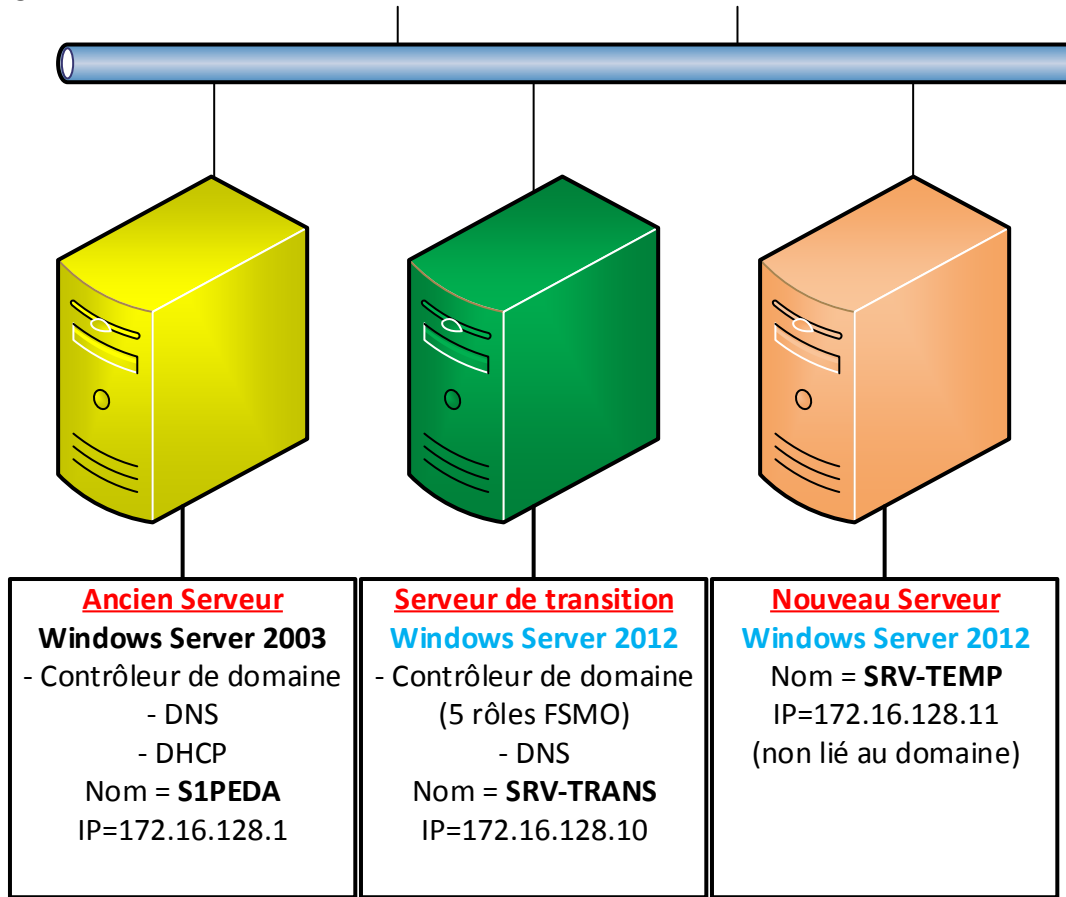 Ancien Serveur
Windows Server 2003
- Contrôleur de domaine
- DNS
- DHCP
Nom = S1PEDA
IP=172.16.128.1
Serveur de transition
Windows Server 2012
- Contrôleur de domaine
(5 rôles FSMO)
- DNS
Nom = SRV-TRANS
IP=172.16.128.10
Nouveau Serveur
Windows Server 2012
Nom = SRV-TEMP
IP=172.16.128.11
(non lié au domaine)